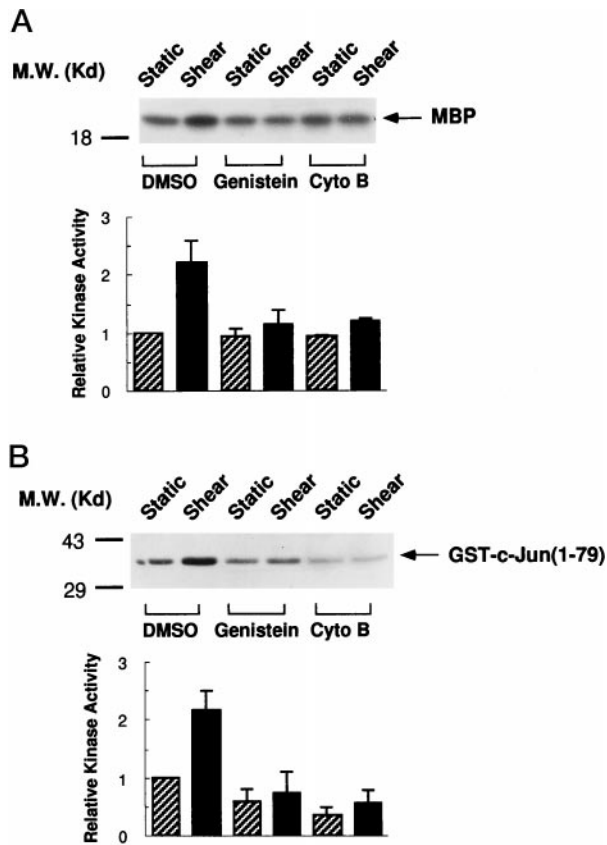 A
M.W. (Kd)
Static Shear Static Shear Static Shear
MBP
18
DMSO Genistein Cyto B
Relative Kinase Activity
3
2
1
0
B
M.W. (Kd)
Static Shear Static Shear Static Shear
43
GST-c-Jun(1-79)
29
DMSO Genistein Cyto B
Relative Kinase Activity
3
2
1
0